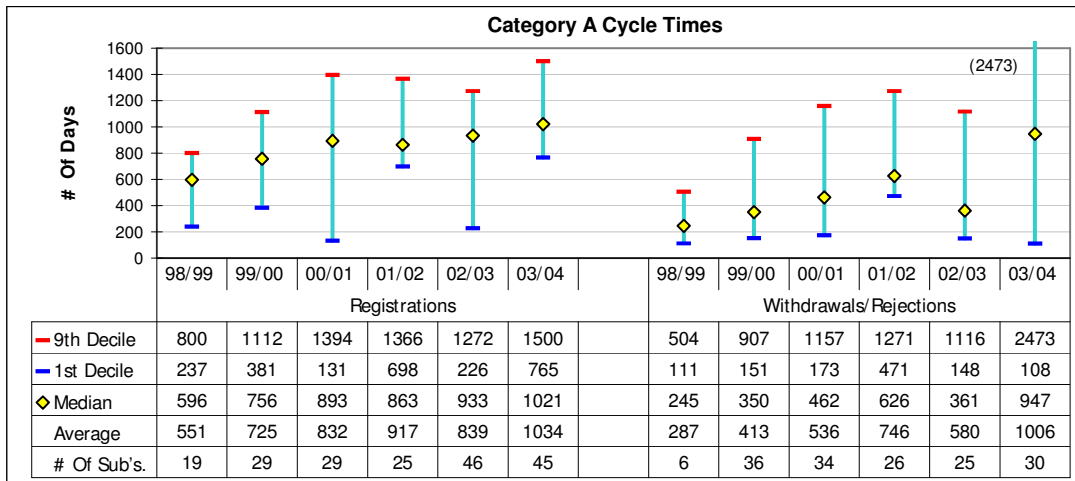 Category A Cycle Times
(2473)
# Of Days
1600
1400
1200
1000
800
600
400
200
0
98/99 99/00 00/01 01/02 02/03 03/04 98/99 99/00 00/01 01/02 02/03 03/04
Registrations Withdrawals/Rejections
9th Decile 800 1112 1394 1366 1272 1500 504 907 1157 1271 1116 2473
1st Decile 237 381 131 698 226 765 111 151 173 471 148 108
Median 596 756 893 863 933 1021 245 350 462 626 361 947
Average 551 725 832 917 839 1034 287 413 536 746 580 1006
# Of Sub's. 19 29 29 25 46 45 6 36 34 26 25 30